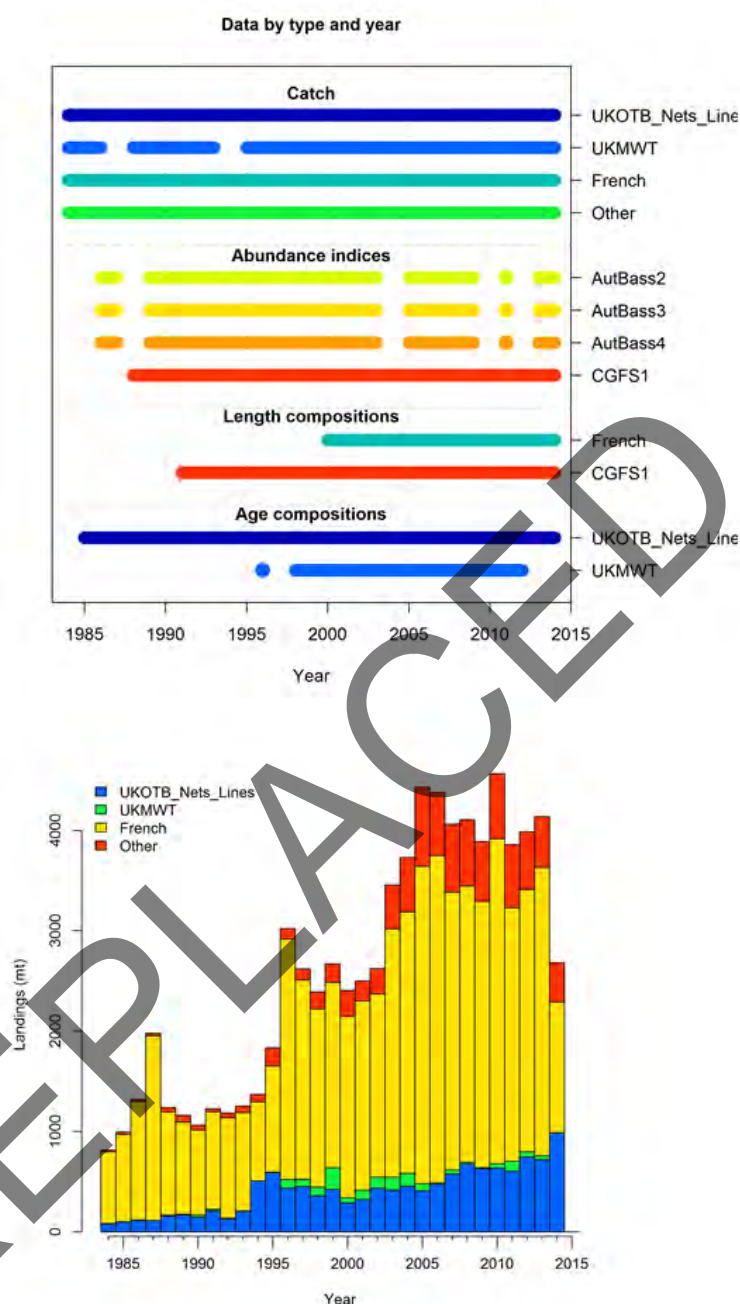 Data by type and year
Catch
UKOTB_Nets_Line
UKMWT
French
Other
Abundance indices
AutBass2
AutBass3
AutBass4
CGFS1
Length compositions
French
CGFS1
Age compositions
UKOTB_Nets_Line
UKMWT
1985 1990 1995 2000 2005 2010 2015
Year
UKOTB_Nets_Lines
UKMWT
French
Other
Landings (mt)
4000
3000
2000
1000
0
1985 1990 1995 2000 2005 2010 2015
Year
REPLACED